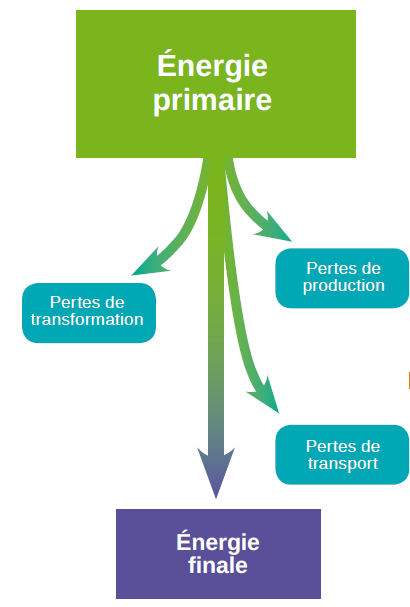 Énergie
primaire
Pertes de
production
Pertes de
transformation
Pertes de
transport
Énergie
finale